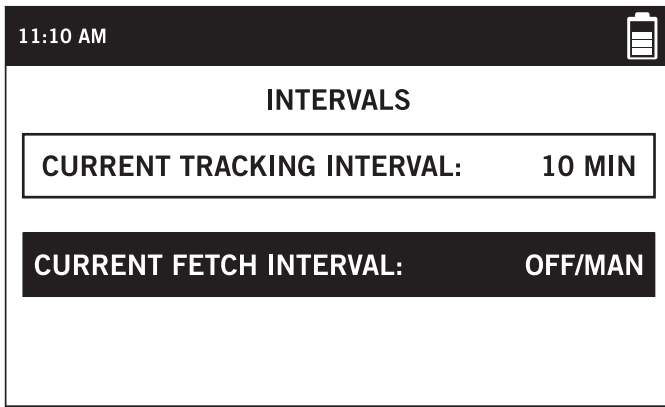 11:10 AM
INTERVALS
CURRENT TRACKING INTERVAL: 10 MIN
CURRENT FETCH INTERVAL: OFF/MAN